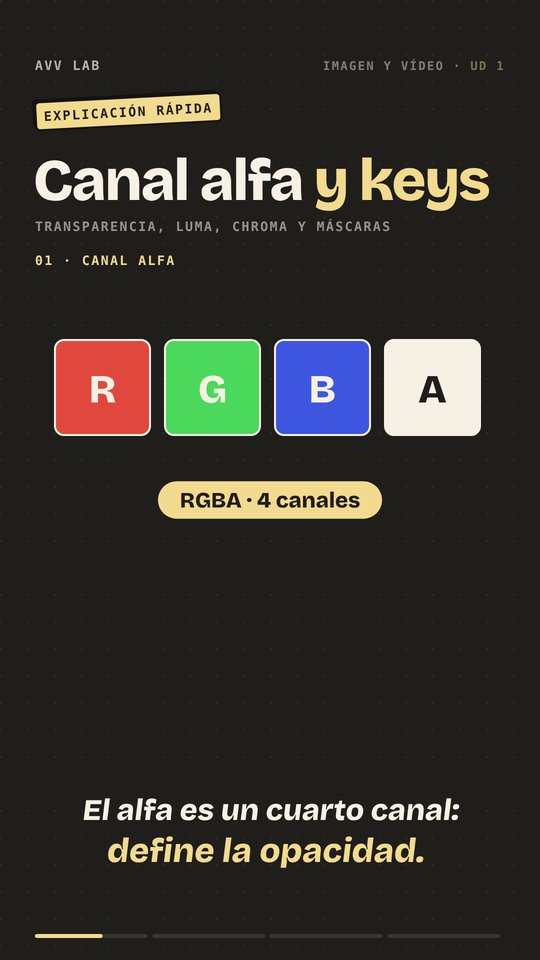 AVV LAB
IMAGEN Y VÍDEO · UD 1
EXPLICACIÓN RÁPIDA
Canal alfa y keys
TRANSPARENCIA, LUMA, CHROMA Y MÁSCARAS
01 · CANAL ALFA
R G B A
RGBA · 4 canales
El alfa es un cuarto canal:
define la opacidad.